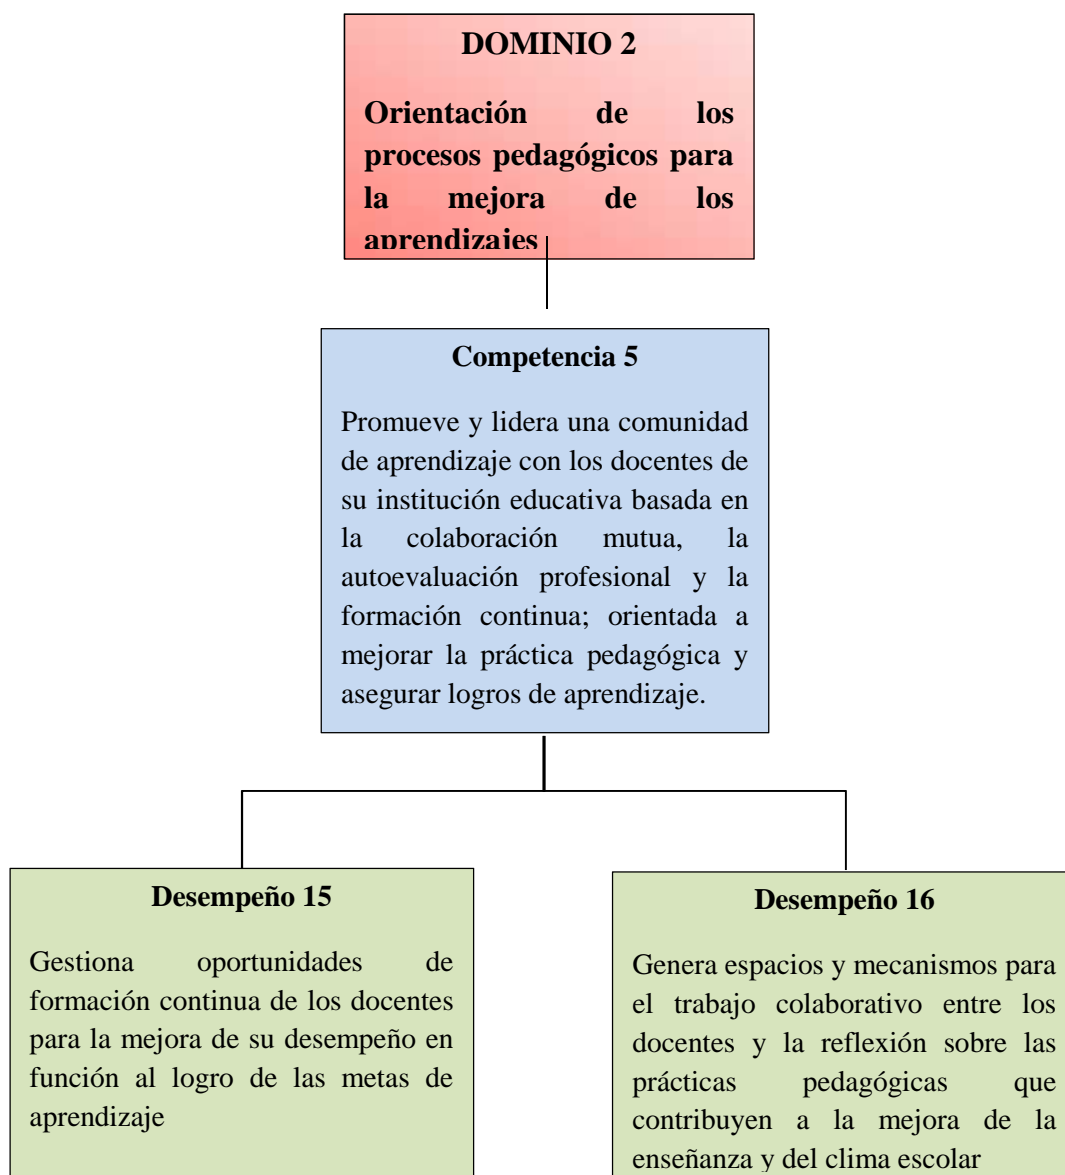 DOMINIO 2
Orientación de los
procesos pedagógicos para
la mejora de los
aprendizajes
Competencia 5
Promueve y lidera una comunidad
de aprendizaje con los docentes de
su institución educativa basada en
la colaboración mutua, la
autoevaluación profesional y la
formación continua; orientada a
mejorar la práctica pedagógica y
asegurar logros de aprendizaje.
Desempeño 15
Gestiona oportunidades de
formación continua de los docentes
para la mejora de su desempeño en
función al logro de las metas de
aprendizaje
Desempeño 16
Genera espacios y mecanismos para
el trabajo colaborativo entre los
docentes y la reflexión sobre las
prácticas pedagógicas que
contribuyen a la mejora de la
enseñanza y del clima escolar